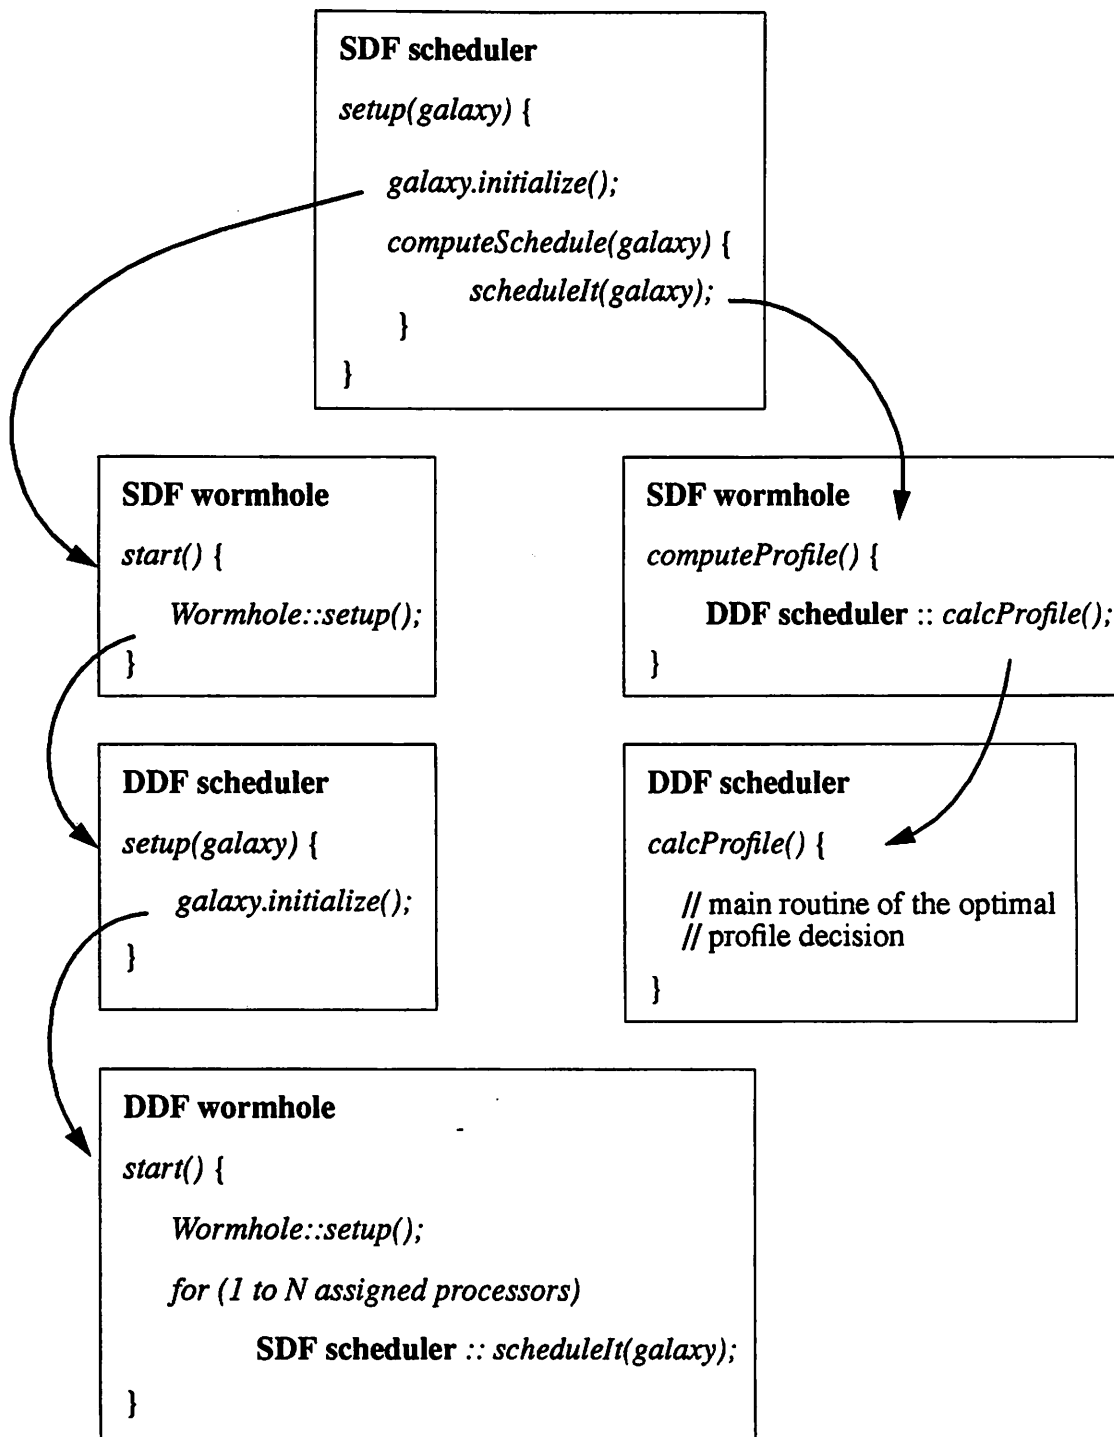 SDF scheduler
setup(galaxy) {
galaxy.initialize();
computeSchedule(galaxy) {
scheduleIt(galaxy);
}
}
SDF wormhole
start() {
Wormhole::setup();
}
SDF wormhole
computeProfile() {
DDF scheduler :: calcProfile();
}
DDF scheduler
setup(galaxy) {
galaxy.initialize();
}
DDF scheduler
calcProfile() {
// main routine of the optimal
// profile decision
}
DDF wormhole
start() {
Wormhole::setup();
for (1 to N assigned processors)
SDF scheduler :: scheduleIt(galaxy);
}